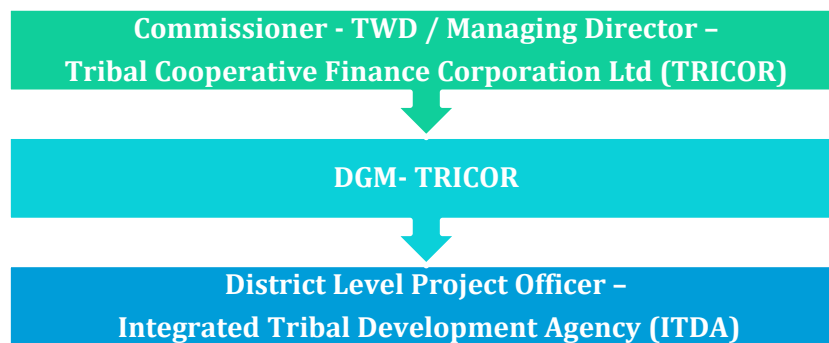 Commissioner - TWD / Managing Director –
Tribal Cooperative Finance Corporation Ltd (TRICOR)
DGM- TRICOR
District Level Project Officer –
Integrated Tribal Development Agency (ITDA)